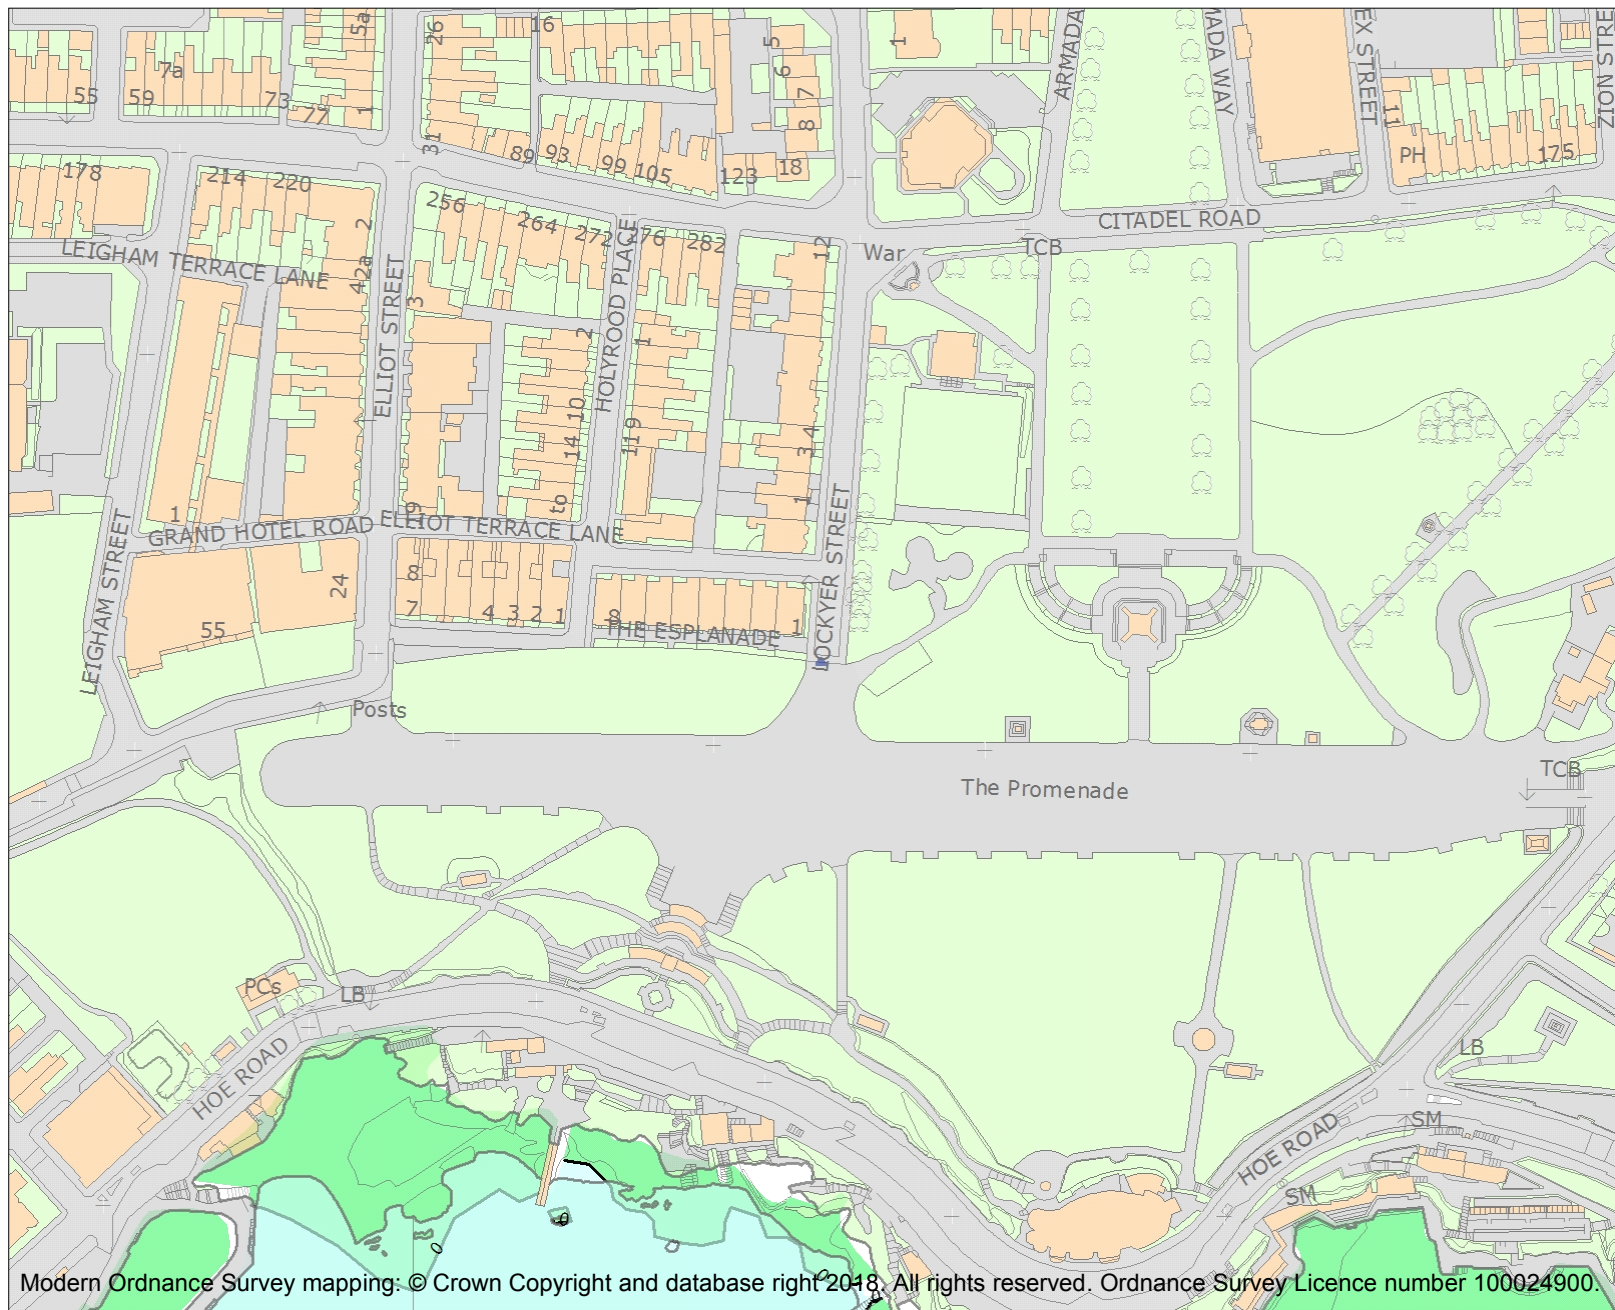 5a
26
16
5
1
ARMADA
MADA WAY
EX STREET
ZION STRE
7a
6
55
59
73
77
1
7
8
11
31
89
93
99
105
123
18
PH
175
178
214
220
2
256
264
272
276
282
12
War
TCB
CITADEL ROAD
LEIGHAM TERRACE LANE
42a
ELLIOT STREET
3
HOLYROOD PLACE
2
1
10
14
119
3 4
to
1
19
1
GRAND HOTEL ROAD
ELLIOT TERRACE LANE
LEIGHAM STREET
LOCKYER STREET
24
8
7
4
3
2
1
9
THE ESPLANADE
1
55
Posts
The Promenade
TCB
PCs
LB
HOE ROAD
LB
SM
HOE ROAD
SM
Modern Ordnance Survey mapping: © Crown Copyright and database right 2018. All rights reserved. Ordnance Survey Licence number 100024900.